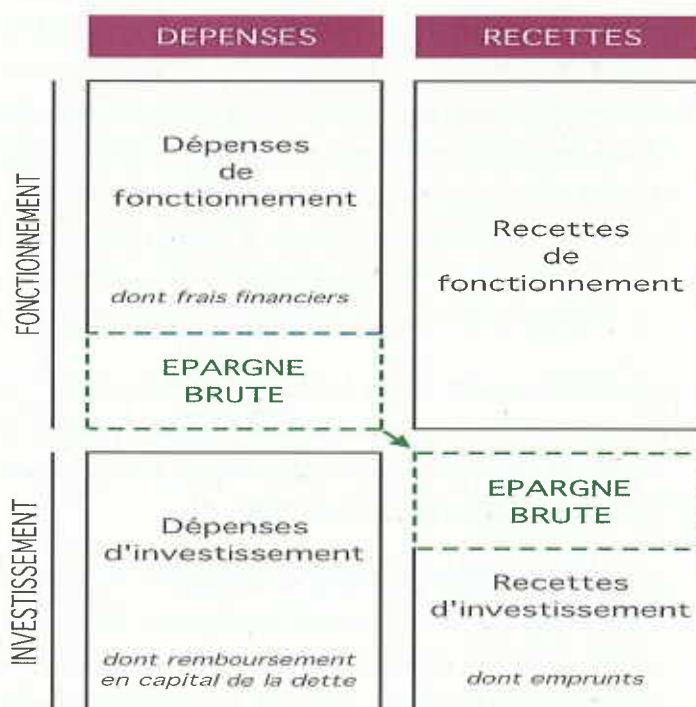 DEPENSES
RECETTES
FONCTIONNEMENT
Dépenses
de
fonctionnement
dont frais financiers
EPARGNE
BRUTE
Recettes
de
fonctionnement
INVESTISSEMENT
Dépenses
d'investissement
dont remboursement
en capital de la dette
EPARGNE
BRUTE
Recettes
d'investissement
dont emprunts